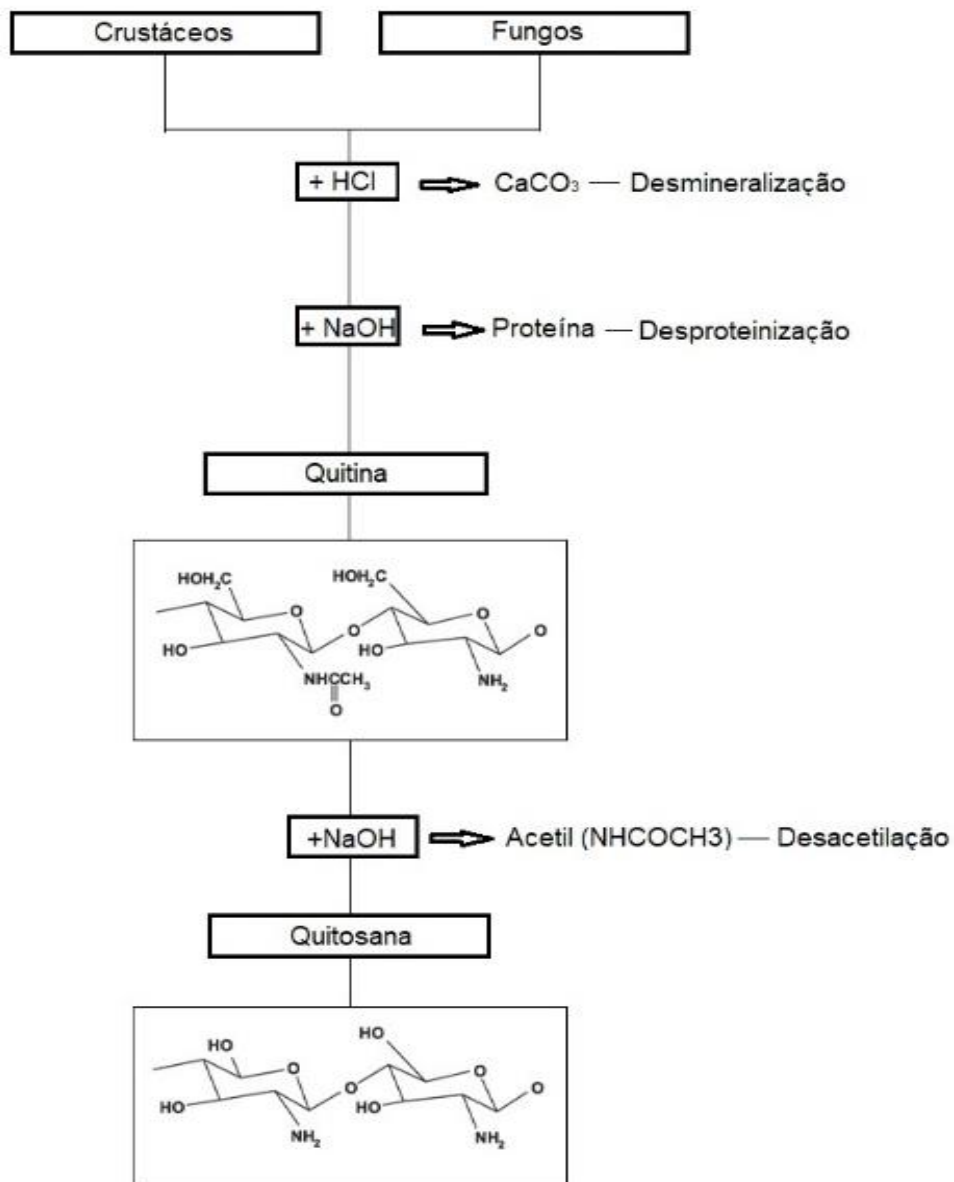 Crustáceos
Fungos
+ HCl
CaCO₃ — Desmineralização
+ NaOH
Proteína — Desproteinização
Quitina
HOH₂C
HOH₂C
O
O
O
O
HO
HO
NHCCH₃
O
NH₂
+NaOH
Acetil (NHCOCH3) — Desacetilação
Quitosana
HO
HO
O
O
O
O
HO
HO
NH₂
NH₂